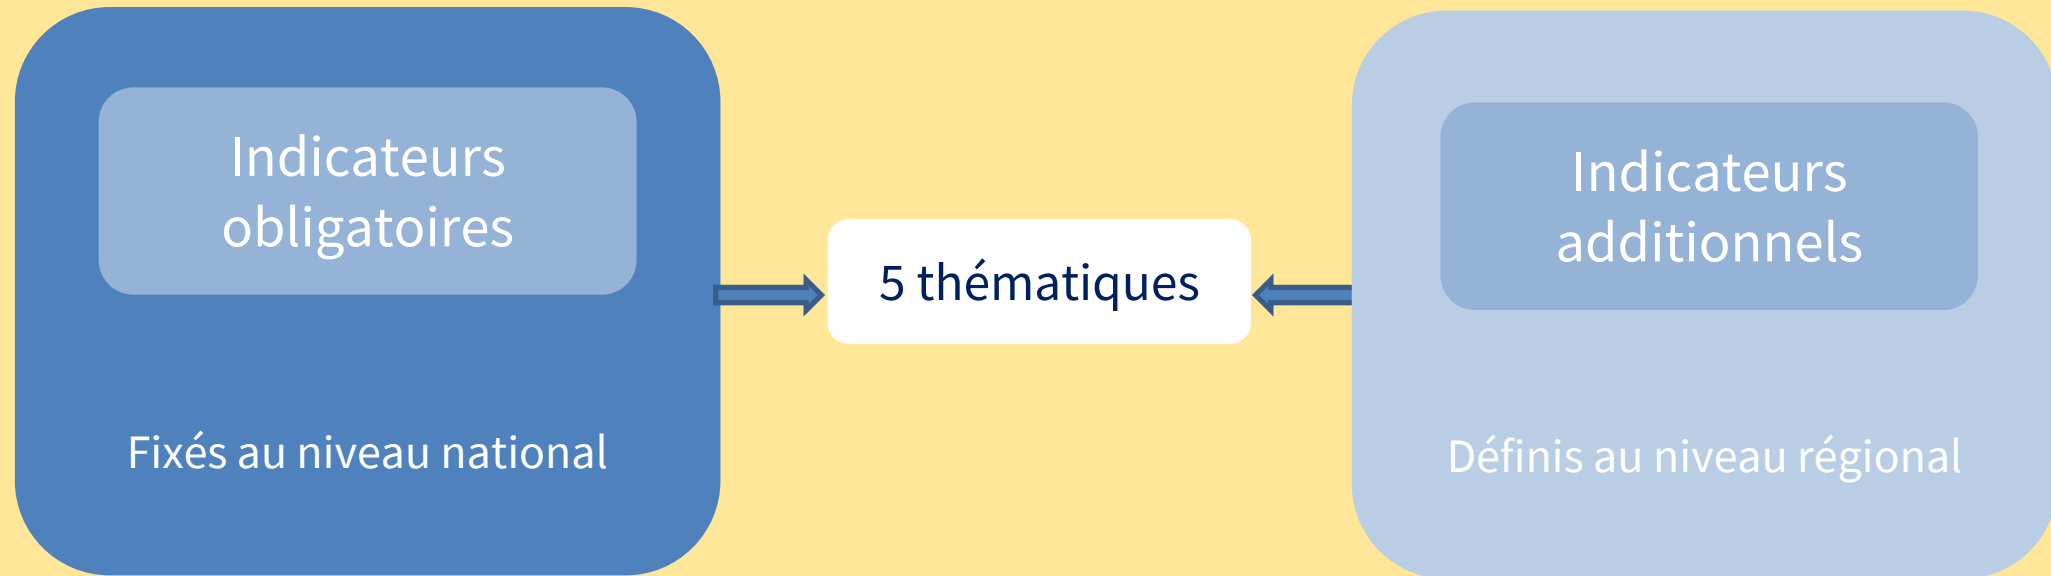 Indicateurs
obligatoires
Fixés au niveau national
5 thématiques
Indicateurs
additionnels
Définis au niveau régional